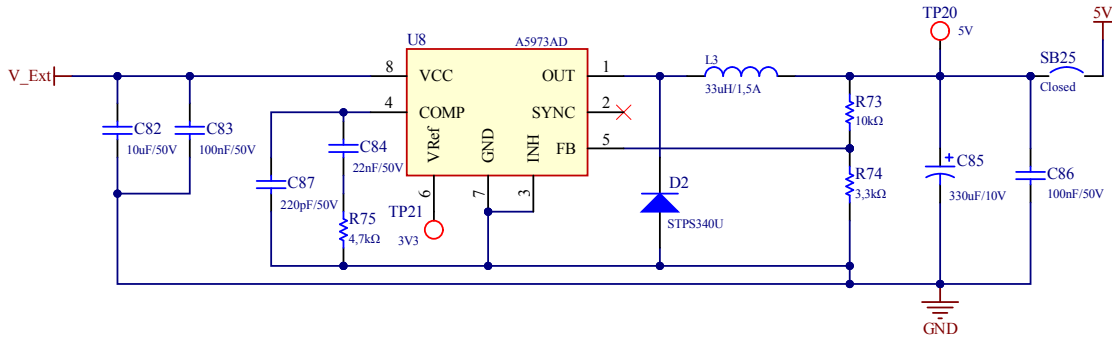 TP20
5V
5V
U8
A5973AD
V_Ext
8
VCC
OUT
1
L3
33uH/1,5A
SB25
Closed
4
COMP
SYNC
2
R73
10kΩ
C82
10uF/50V
C83
100nF/50V
C84
22nF/50V
VRef
GND
INH
FB
5
C87
220pF/50V
6
7
3
R74
3,3kΩ
C85
330uF/10V
C86
100nF/50V
D2
STPS340U
TP21
3V3
R75
4,7kΩ
+
GND